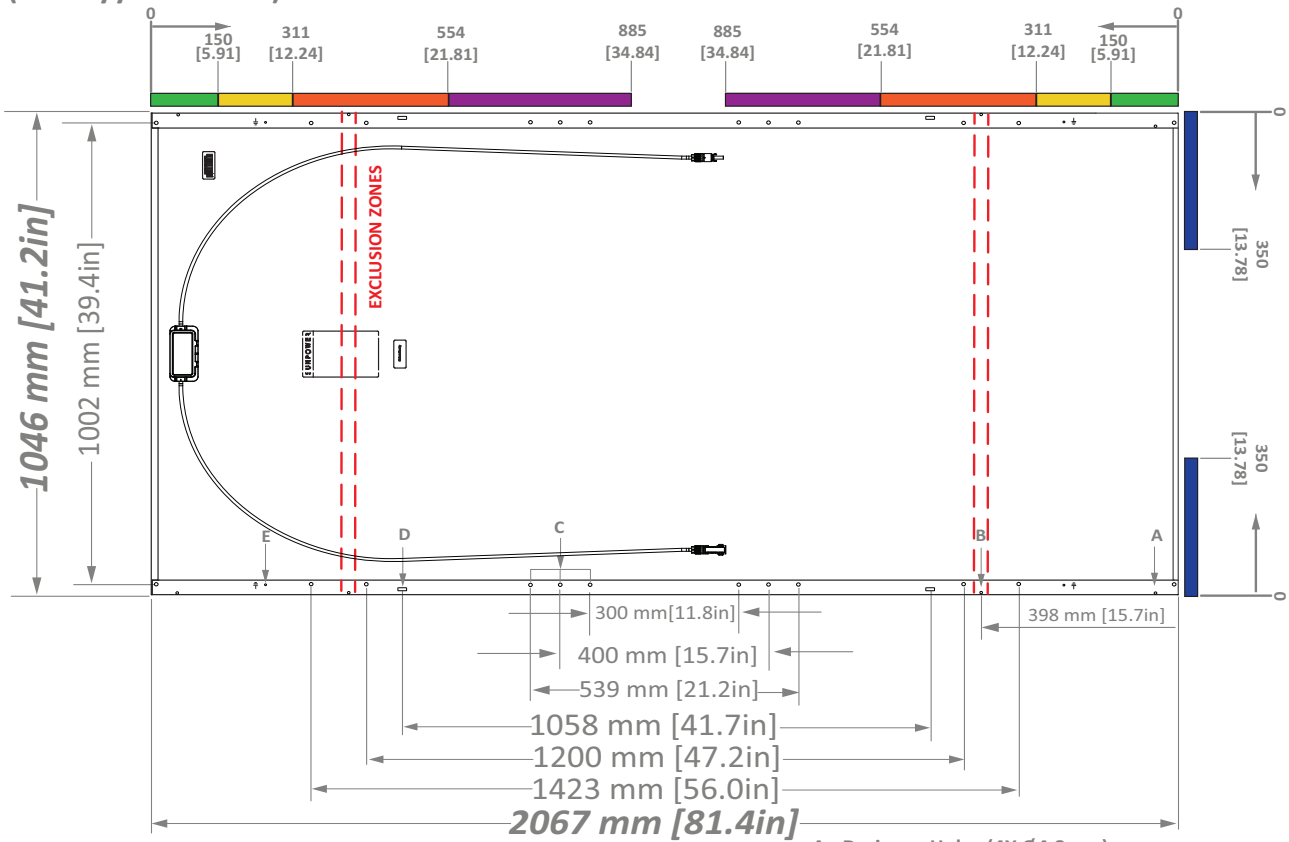 0
150
[5.91]
311
[12.24]
554
[21.81]
885
[34.84]
885
[34.84]
554
[21.81]
311
[12.24]
150
[5.91]
0
0
350
[13.78]
350
[13.78]
0
1046 mm [41.2in]
1002 mm [39.4in]
EXCLUSION ZONES
SUNPOWER
E
D
C
B
A
300 mm[11.8in]
398 mm [15.7in]
400 mm [15.7in]
539 mm [21.2in]
1058 mm [41.7in]
1200 mm [47.2in]
1423 mm [56.0in]
2067 mm [81.4in]